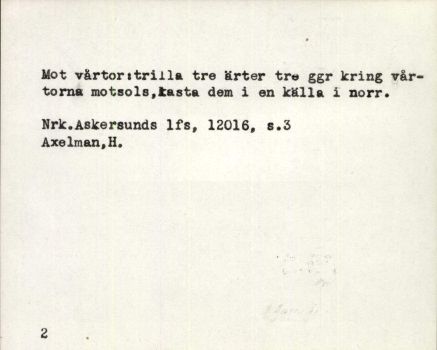 Mot vårtor:trilla tre ärter tre ggr kring vår-
torna motsols,kasta dem i en källa i norr.
Nrk.Askersunds lfs, 12016, s.3
Axelman,H.
2